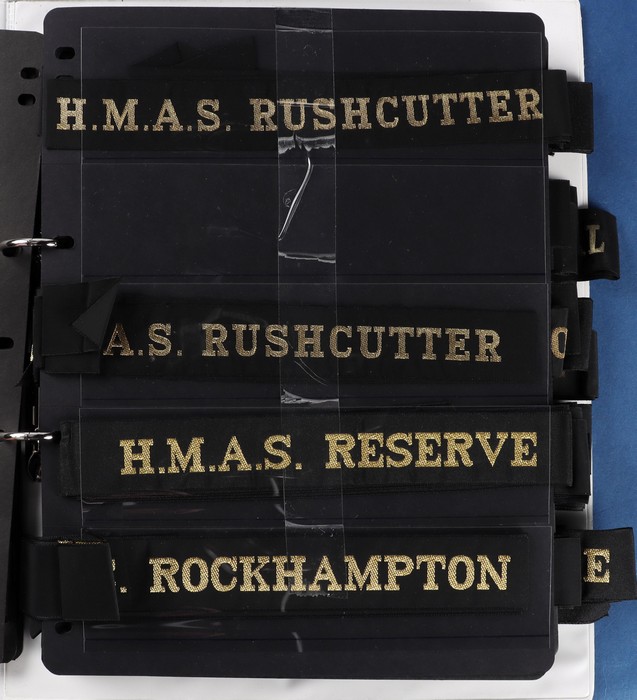 H.M.A.S. RUSHCUTTER
L
A.S. RUSHCUTTER
H.M.A.S. RESERVE
. ROCKHAMPTON
E